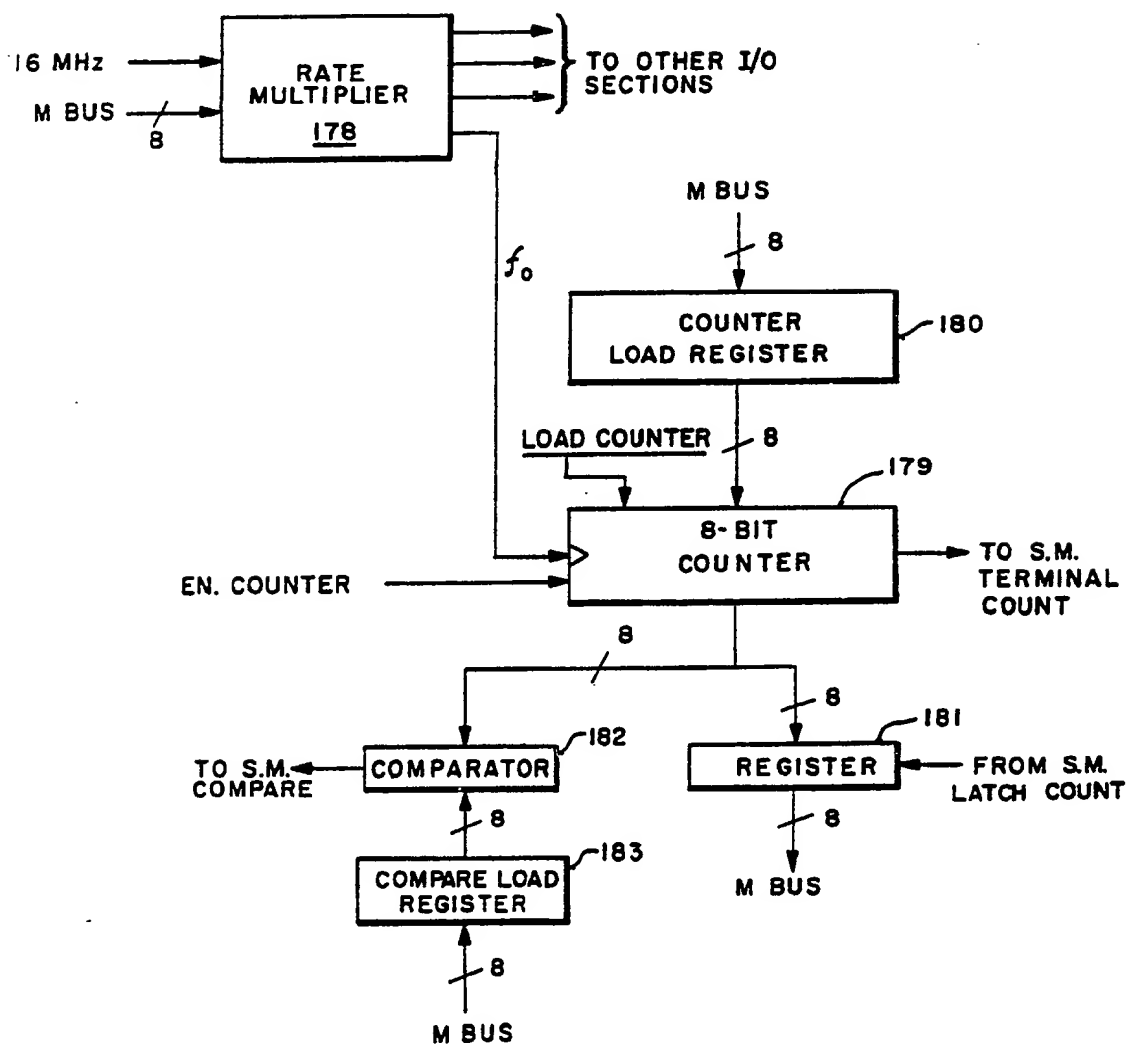 16 MHz
M BUS
8
RATE
MULTIPLIER
178
TO OTHER I/O
SECTIONS
f₀
M BUS
8
COUNTER
LOAD REGISTER
180
LOAD COUNTER
8
179
8-BIT
COUNTER
EN. COUNTER
TO S.M.
TERMINAL
COUNT
8
8
182
181
TO S.M.
COMPARE
COMPARATOR
REGISTER
FROM S.M.
LATCH COUNT
8
8
183
COMPARE LOAD
REGISTER
M BUS
8
M BUS